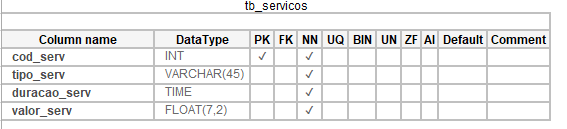 tb_servicos
Column name DataType PK FK NN UQ BIN UN ZF AI Default Comment
cod_serv INT ✓ ✓
tipo_serv VARCHAR(45) ✓
duracao_serv TIME ✓
valor_serv FLOAT(7,2) ✓